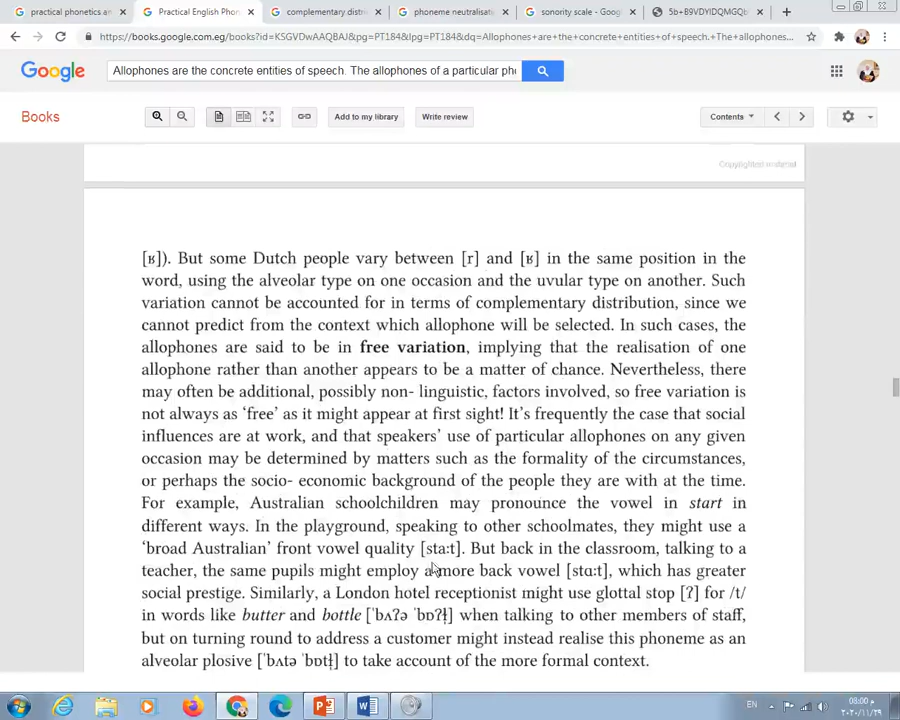 practical phonetics an
Practical English Phon
complementary distri
phoneme neutralisati
sonority scale - Goog
5b+B9VDYIDQMGQb
https://books.google.com.eg/books?id=KSGVDwAAQBAJ&pg=PT184&lpg=PT184&dq=Allophones+are+the+concrete+entities+of+speech.+The+allophones...
Google
Allophones are the concrete entities of speech. The allophones of a particular pho
Books
Add to my library
Write review
Contents
Copyrighted material
[ʁ]). But some Dutch people vary between [r] and [ʁ] in the same position in the
word, using the alveolar type on one occasion and the uvular type on another. Such
variation cannot be accounted for in terms of complementary distribution, since we
cannot predict from the context which allophone will be selected. In such cases, the
allophones are said to be in free variation, implying that the realisation of one
allophone rather than another appears to be a matter of chance. Nevertheless, there
may often be additional, possibly non- linguistic, factors involved, so free variation is
not always as ‘free’ as it might appear at first sight! It’s frequently the case that social
influences are at work, and that speakers’ use of particular allophones on any given
occasion may be determined by matters such as the formality of the circumstances,
or perhaps the socio- economic background of the people they are with at the time.
For example, Australian schoolchildren may pronounce the vowel in start in
different ways. In the playground, speaking to other schoolmates, they might use a
‘broad Australian’ front vowel quality [staːt]. But back in the classroom, talking to a
teacher, the same pupils might employ a more back vowel [stɑːt], which has greater
social prestige. Similarly, a London hotel receptionist might use glottal stop [ʔ] for /t/
in words like butter and bottle [ˈbʌʔə ˈbɒʔɫ] when talking to other members of staff,
but on turning round to address a customer might instead realise this phoneme as an
alveolar plosive [ˈbʌtə ˈbɒtɫ̩] to take account of the more formal context.
EN
08:00 م
٢٠٢٠/١١/٢٩